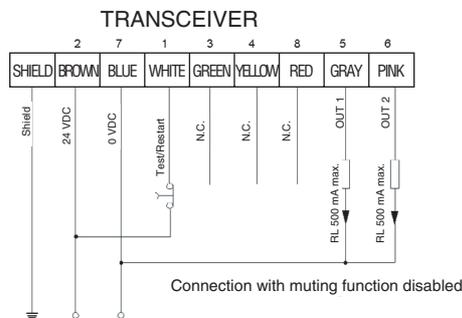 TRANSCEIVER
2 7 1 3 4 8 5 6
SHIELD BROWN BLUE WHITE GREEN YELLOW RED GRAY PINK
Shield
24 VDC
0 VDC
Test/Restart
N.C.
N.C.
N.C.
OUT 1
OUT 2
RL 500 mA max.
RL 500 mA max.
Connection with muting function disabled